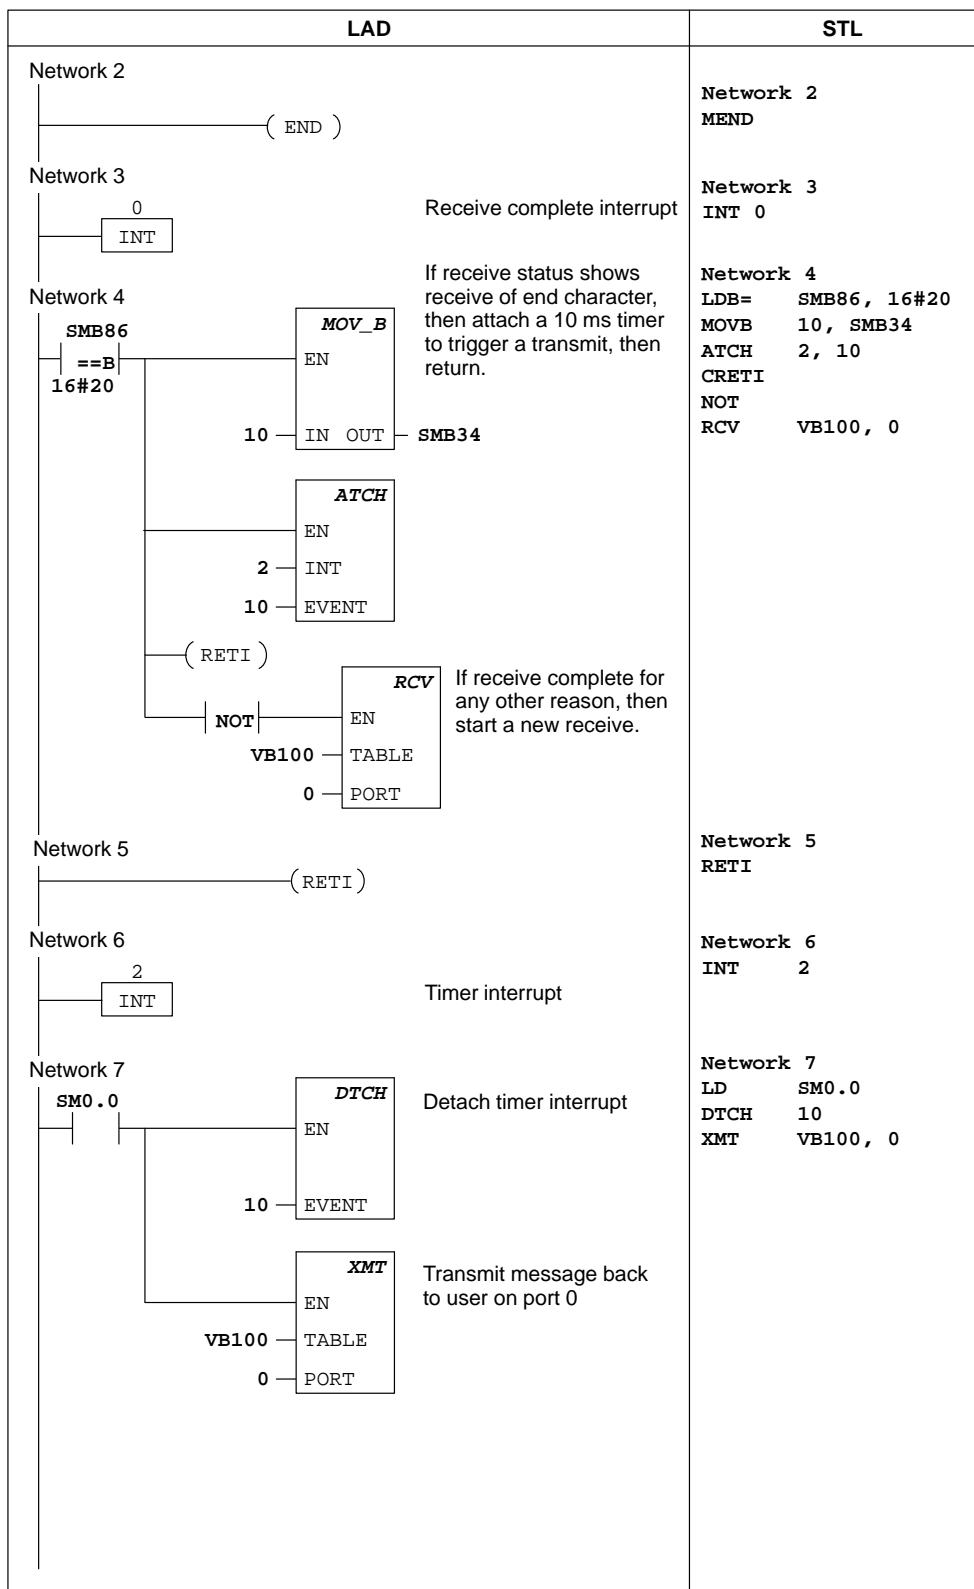 LAD
STL
Network 2
( END )
Network 3
0
INT
Receive complete interrupt
Network 4
SMB86
==B
16#20
MOV_B
EN
10
IN OUT
SMB34
If receive status shows
receive of end character,
then attach a 10 ms timer
to trigger a transmit, then
return.
ATCH
EN
2
INT
10
EVENT
( RETI )
NOT
RCV
EN
VB100
TABLE
0
PORT
If receive complete for
any other reason, then
start a new receive.
Network 5
(RETI)
Network 6
2
INT
Timer interrupt
Network 7
SM0.0
DTCH
EN
10
EVENT
Detach timer interrupt
XMT
EN
VB100
TABLE
0
PORT
Transmit message back
to user on port 0
Network 2
MEND
Network 3
INT 0
Network 4
LDB= SMB86, 16#20
MOVB 10, SMB34
ATCH 2, 10
CRETI
NOT
RCV VB100, 0
Network 5
RETI
Network 6
INT 2
Network 7
LD SM0.0
DTCH 10
XMT VB100, 0